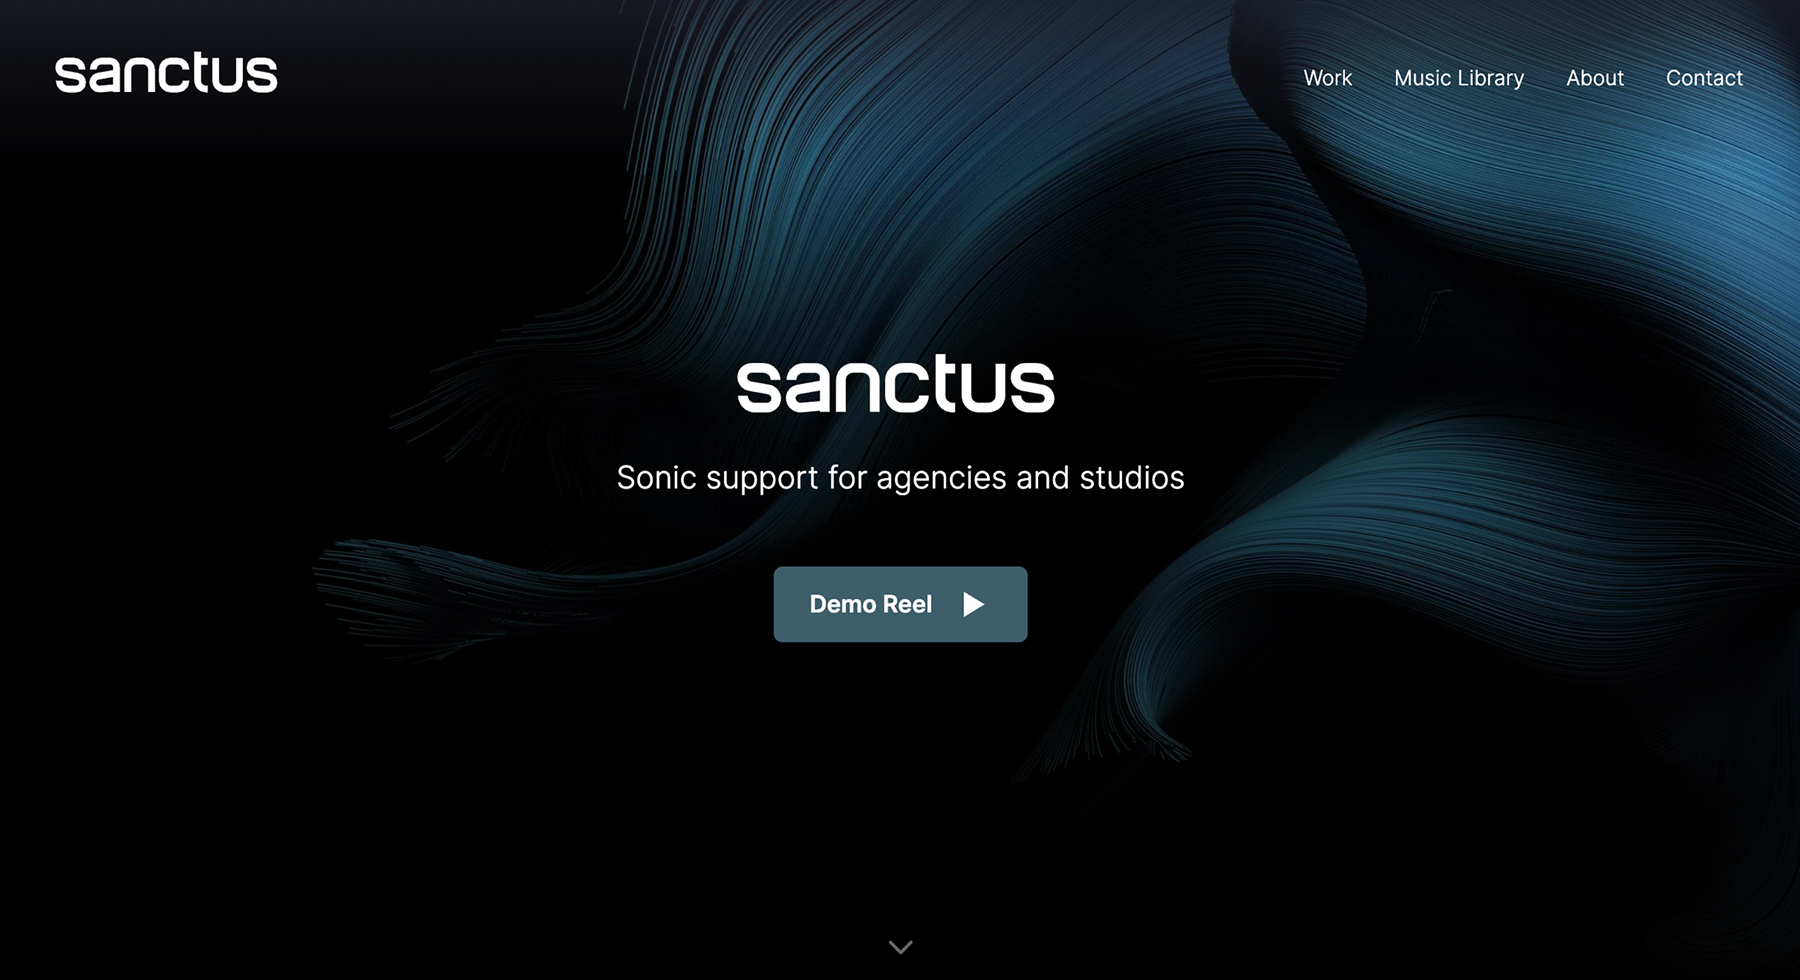 sanctus
Work Music Library About Contact
sanctus
Sonic support for agencies and studios
Demo Reel